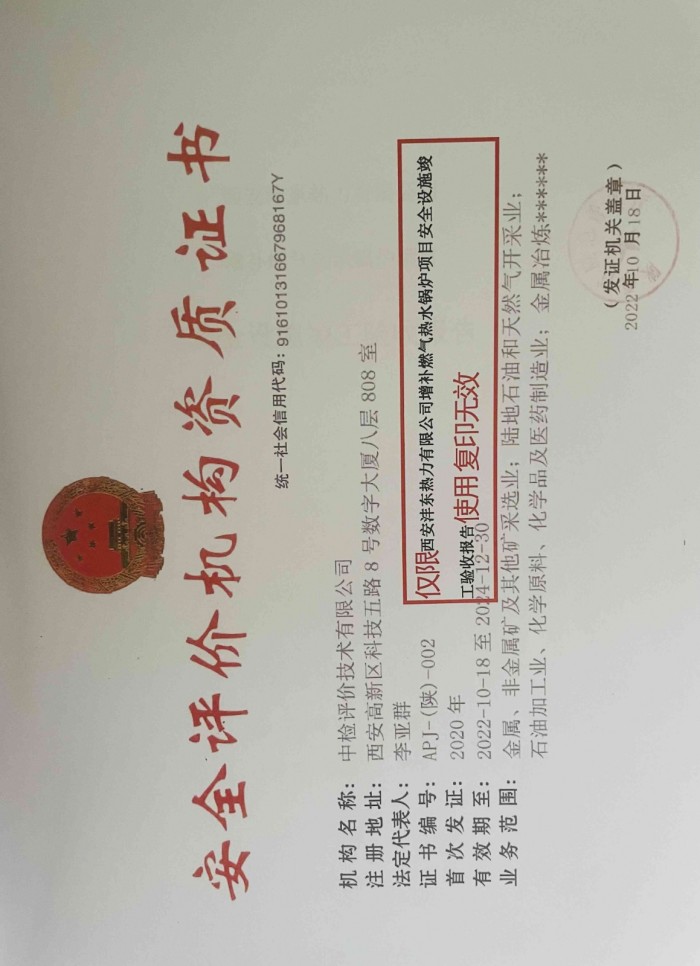 安全评价机构资质证书
统一社会信用代码：91610131667968167Y
机构名称： 中检评价技术有限公司
注册地址： 西安高新区科技五路8号数字大厦八层808室
法定代表人： 李亚群
证书编号： APJ-(陕)-002
首次发证： 2020年
有效期至： 2022-10-18 至 2024-12-30
业务范围： 金属、非金属矿及其他矿采选业；陆地石油和天然气开采业；
石油加工业、化学原料、化学品及医药制造业；金属冶炼******
仅限西安沣东热力有限公司增补燃气热水锅炉项目安全设施竣
工验收报告使用复印无效
（发证机关盖章）
2022年10月18日